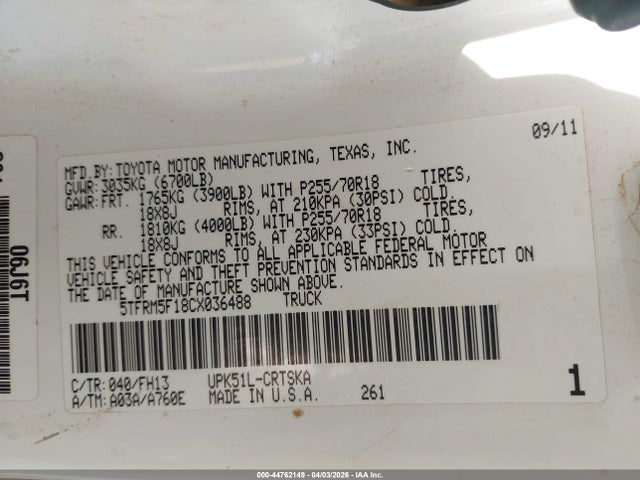 09/11
MFD BY: TOYOTA MOTOR MANUFACTURING, TEXAS, INC.
GVWR: 3035KG (6700LB)
GAWR: FRT. 1765KG (3900LB) WITH P255/70R18 TIRES,
18X8J RIMS, AT 210KPA (30PSI) COLD
RR. 1810KG (4000LB) WITH P255/70R18 TIRES,
18X8J RIMS, AT 230KPA (33PSI) COLD.
THIS VEHICLE CONFORMS TO ALL APPLICABLE FEDERAL MOTOR
VEHICLE SAFETY AND THEFT PREVENTION STANDARDS IN EFFECT ON
THE DATE OF MANUFACTURE SHOWN ABOVE.
5TFRM5F18CX036488 TRUCK
C/TR: 040/FH13 UPK51L-CRTSKA
A/TM: A03A/A760E MADE IN U.S.A. 261
1
06J6T
000-44762149 - 04/03/2026 - IAA Inc.